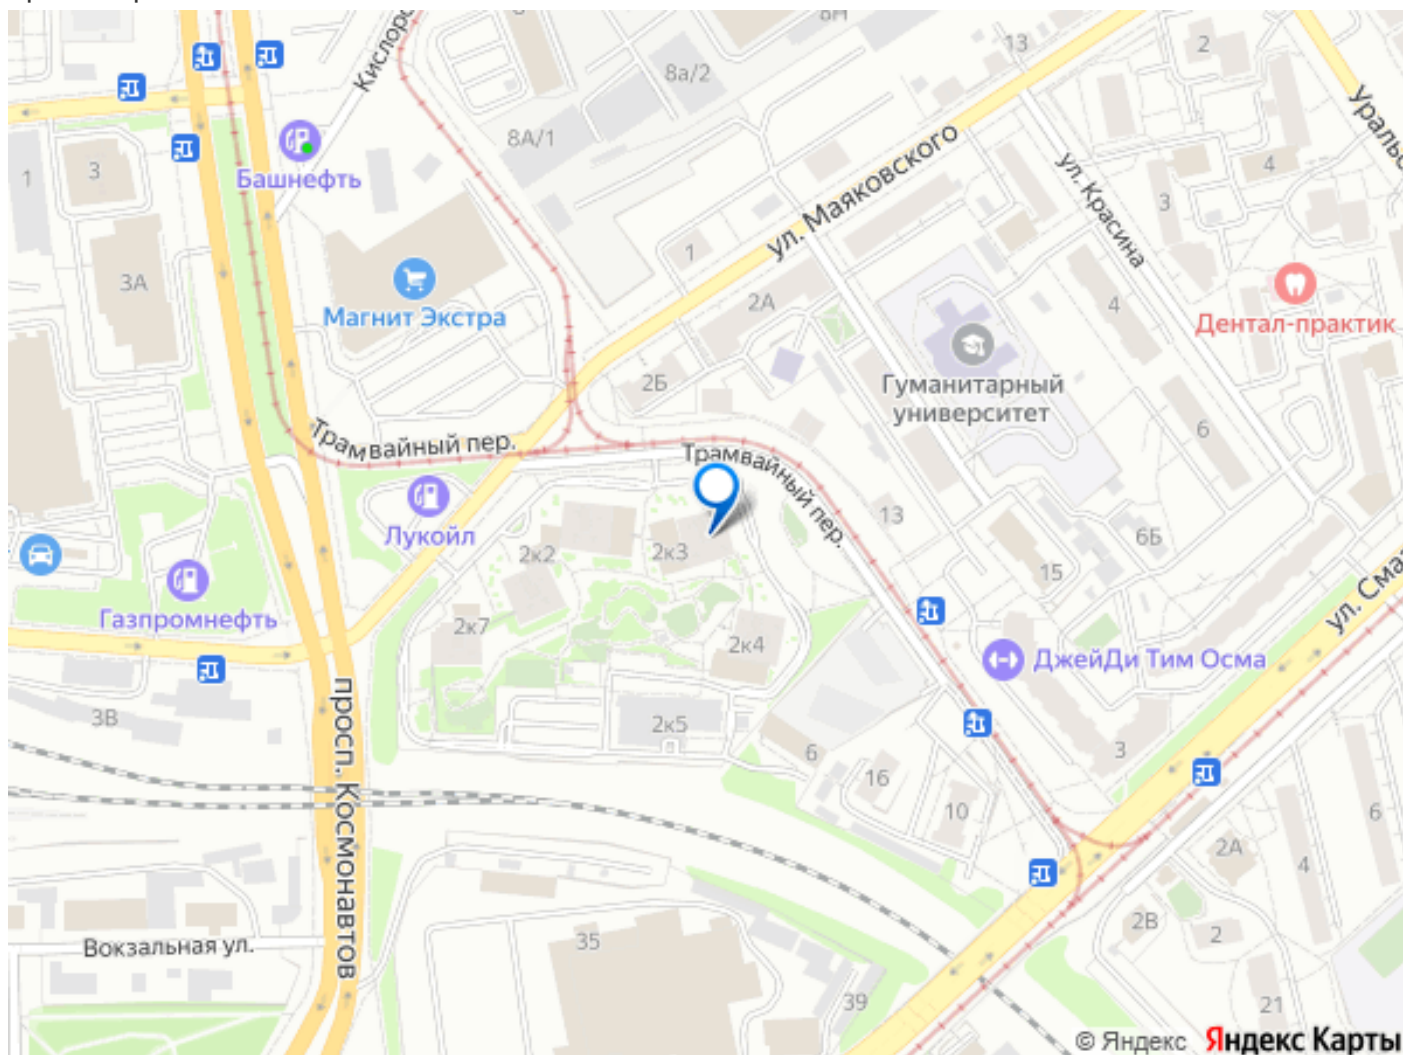 Кислоро
8Н
13
2
8а/2
8А/1
Уральс
ул. Маяковского
ул. Красина
Башнефть
1
3
4
3
1
3А
2А
4
Магнит Экстра
Дентал-практик
2Б
Гуманитарный
университет
6
Трамвайный пер.
Трамвайный пер.
13
Лукойл
6Б
2к2
2к3
15
Газпромнефть
ул. Сма
2к7
2к4
ДжейДи Тим Осма
3В
2к5
6
3
16
10
6
просп. Космонавтов
2А
4
2В
2
Вокзальная ул.
35
39
21
© Яндекс Яндекс Карты